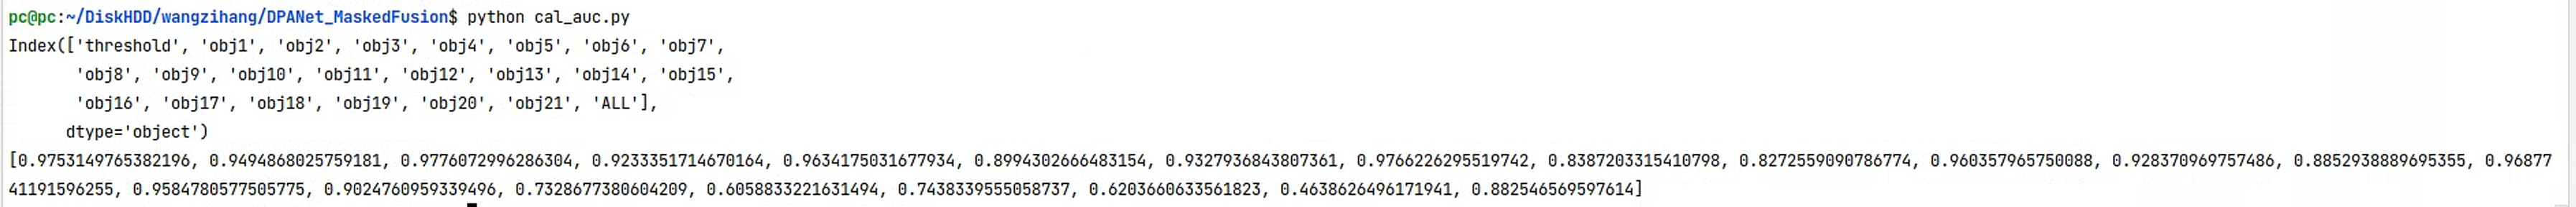 pc@pc:~/DiskHDD/wangzihang/DPANet_MaskedFusion$ python cal_auc.py
Index(['threshold', 'obj1', 'obj2', 'obj3', 'obj4', 'obj5', 'obj6', 'obj7',
'obj8', 'obj9', 'obj10', 'obj11', 'obj12', 'obj13', 'obj14', 'obj15',
'obj16', 'obj17', 'obj18', 'obj19', 'obj20', 'obj21', 'ALL'],
dtype='object')
[0.9753149765382196, 0.9494868025759181, 0.9776072996286304, 0.9233351714670164, 0.9634175031677934, 0.8994302666483154, 0.9327936843807361, 0.9766226295519742, 0.8387203315410798, 0.8272559090786774, 0.960357965750088, 0.928370969757486, 0.8852938889695355, 0.96877
41191596255, 0.9584780577505775, 0.9024760959339496, 0.7328677380604209, 0.6058833221631494, 0.7438339555058737, 0.6203660633561823, 0.4638626496171941, 0.882546569597614]